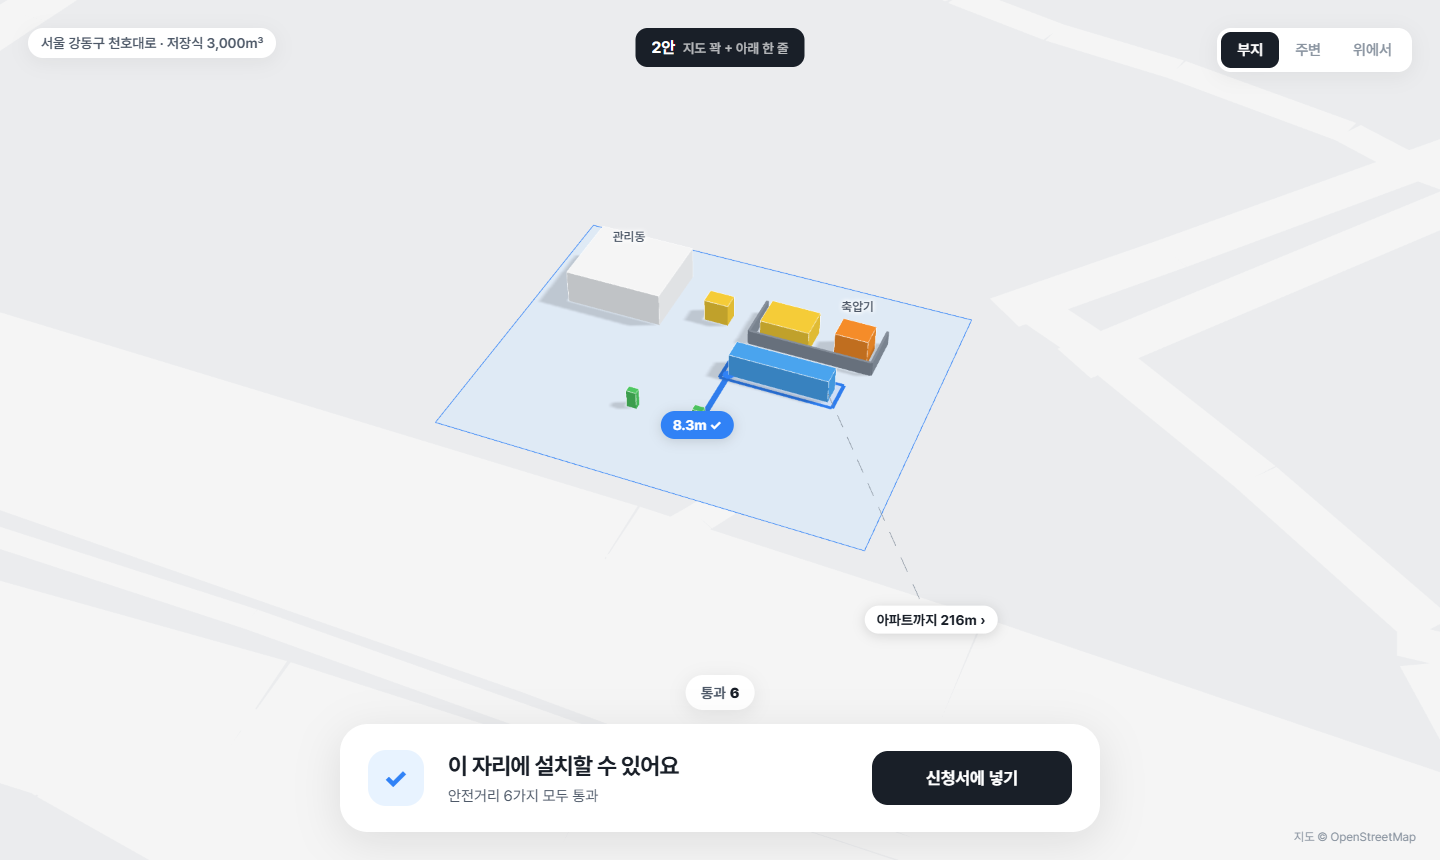 서울 강동구 천호대로 · 저장식 3,000m³
2안 지도 꽉 + 아래 한 줄
부지 주변 위에서
관리동
축압기
8.3m
아파트까지 216m ›
통과 6
이 자리에 설치할 수 있어요
안전거리 6가지 모두 통과
신청서에 넣기
지도 © OpenStreetMap